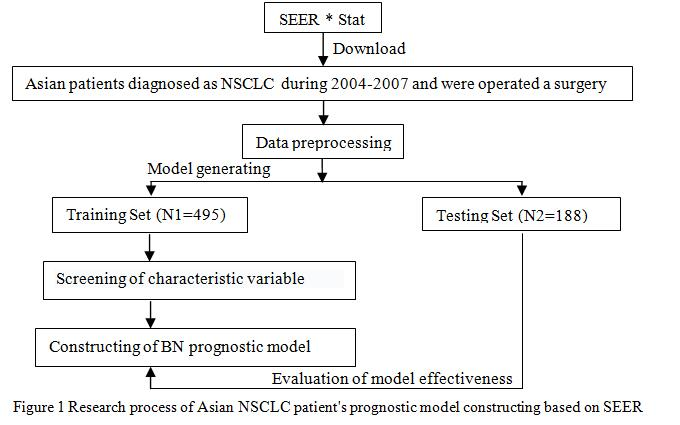 SEER * Stat
Download
Asian patients diagnosed as NSCLC during 2004-2007 and were operated a surgery
Data preprocessing
Model generating
Training Set (N1=495)
Testing Set (N2=188)
Screening of characteristic variable
Constructing of BN prognostic model
Evaluation of model effectiveness
Figure 1 Research process of Asian NSCLC patient's prognostic model constructing based on SEER